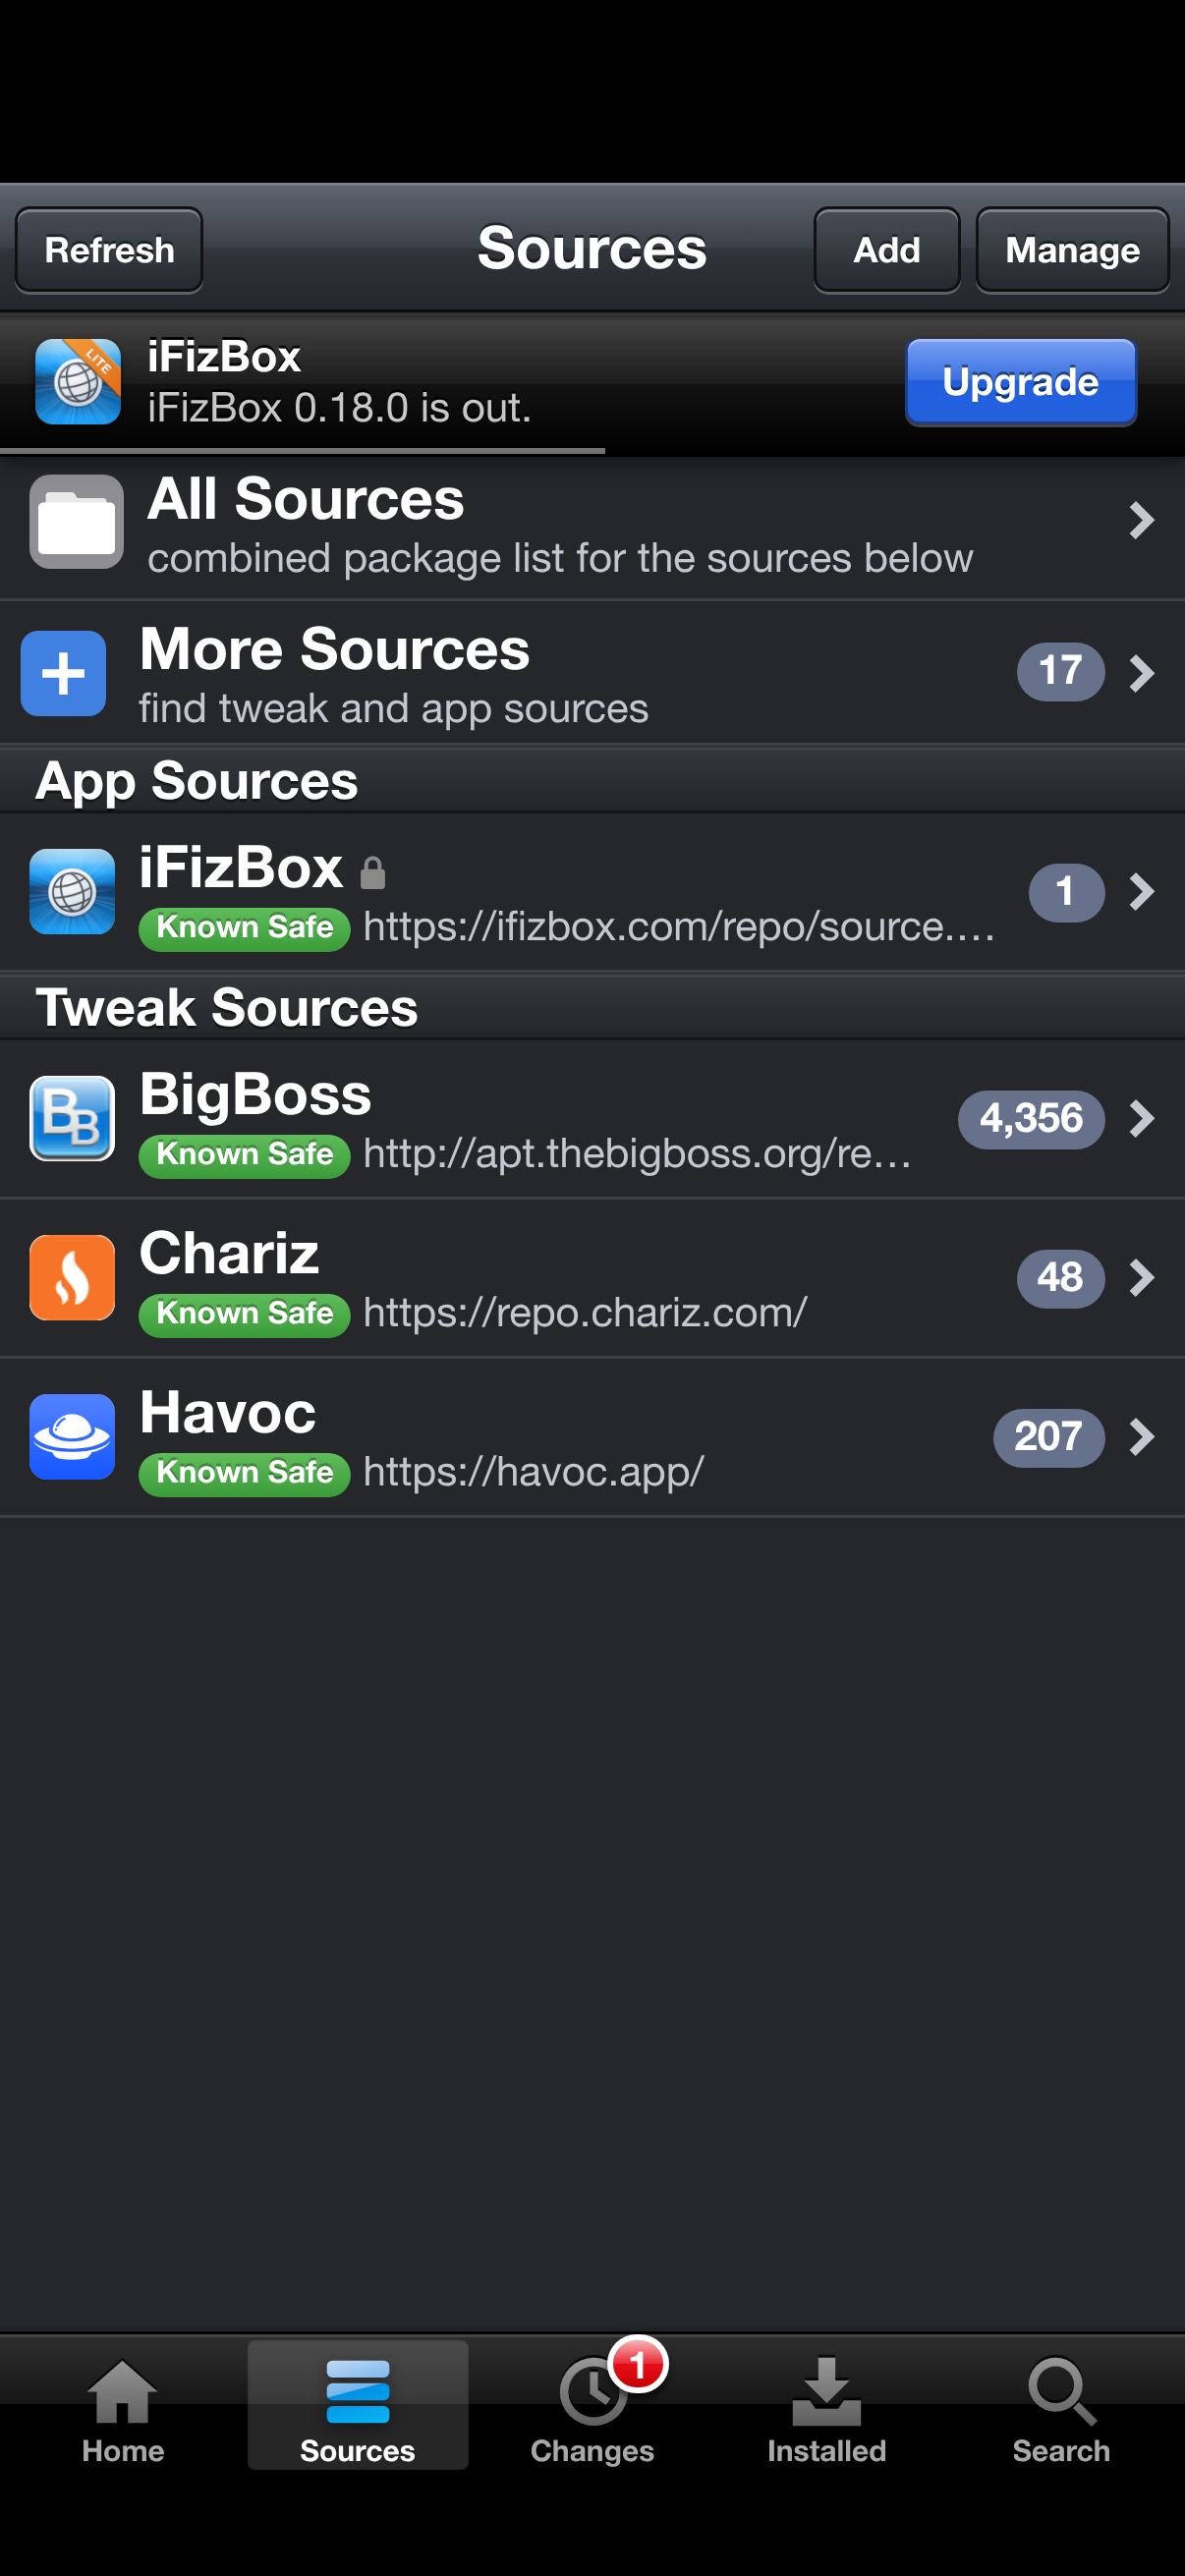 Refresh
Sources
Add
Manage
LITE
iFizBox
iFizBox 0.18.0 is out.
Upgrade
All Sources
combined package list for the sources below
More Sources
find tweak and app sources
17
App Sources
iFizBox
Known Safe https://ifizbox.com/repo/source.…
1
Tweak Sources
BB
BigBoss
Known Safe http://apt.thebigboss.org/re…
4,356
Chariz
Known Safe https://repo.chariz.com/
48
Havoc
Known Safe https://havoc.app/
207
1
Home
Sources
Changes
Installed
Search